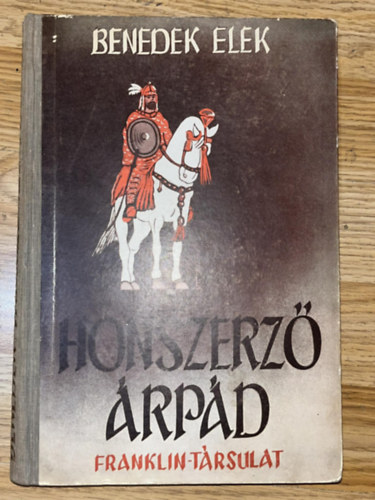 BENEDEK ELEK
HONSZERZŐ
ÁRPÁD
FRANKLIN-TÁRSULAT